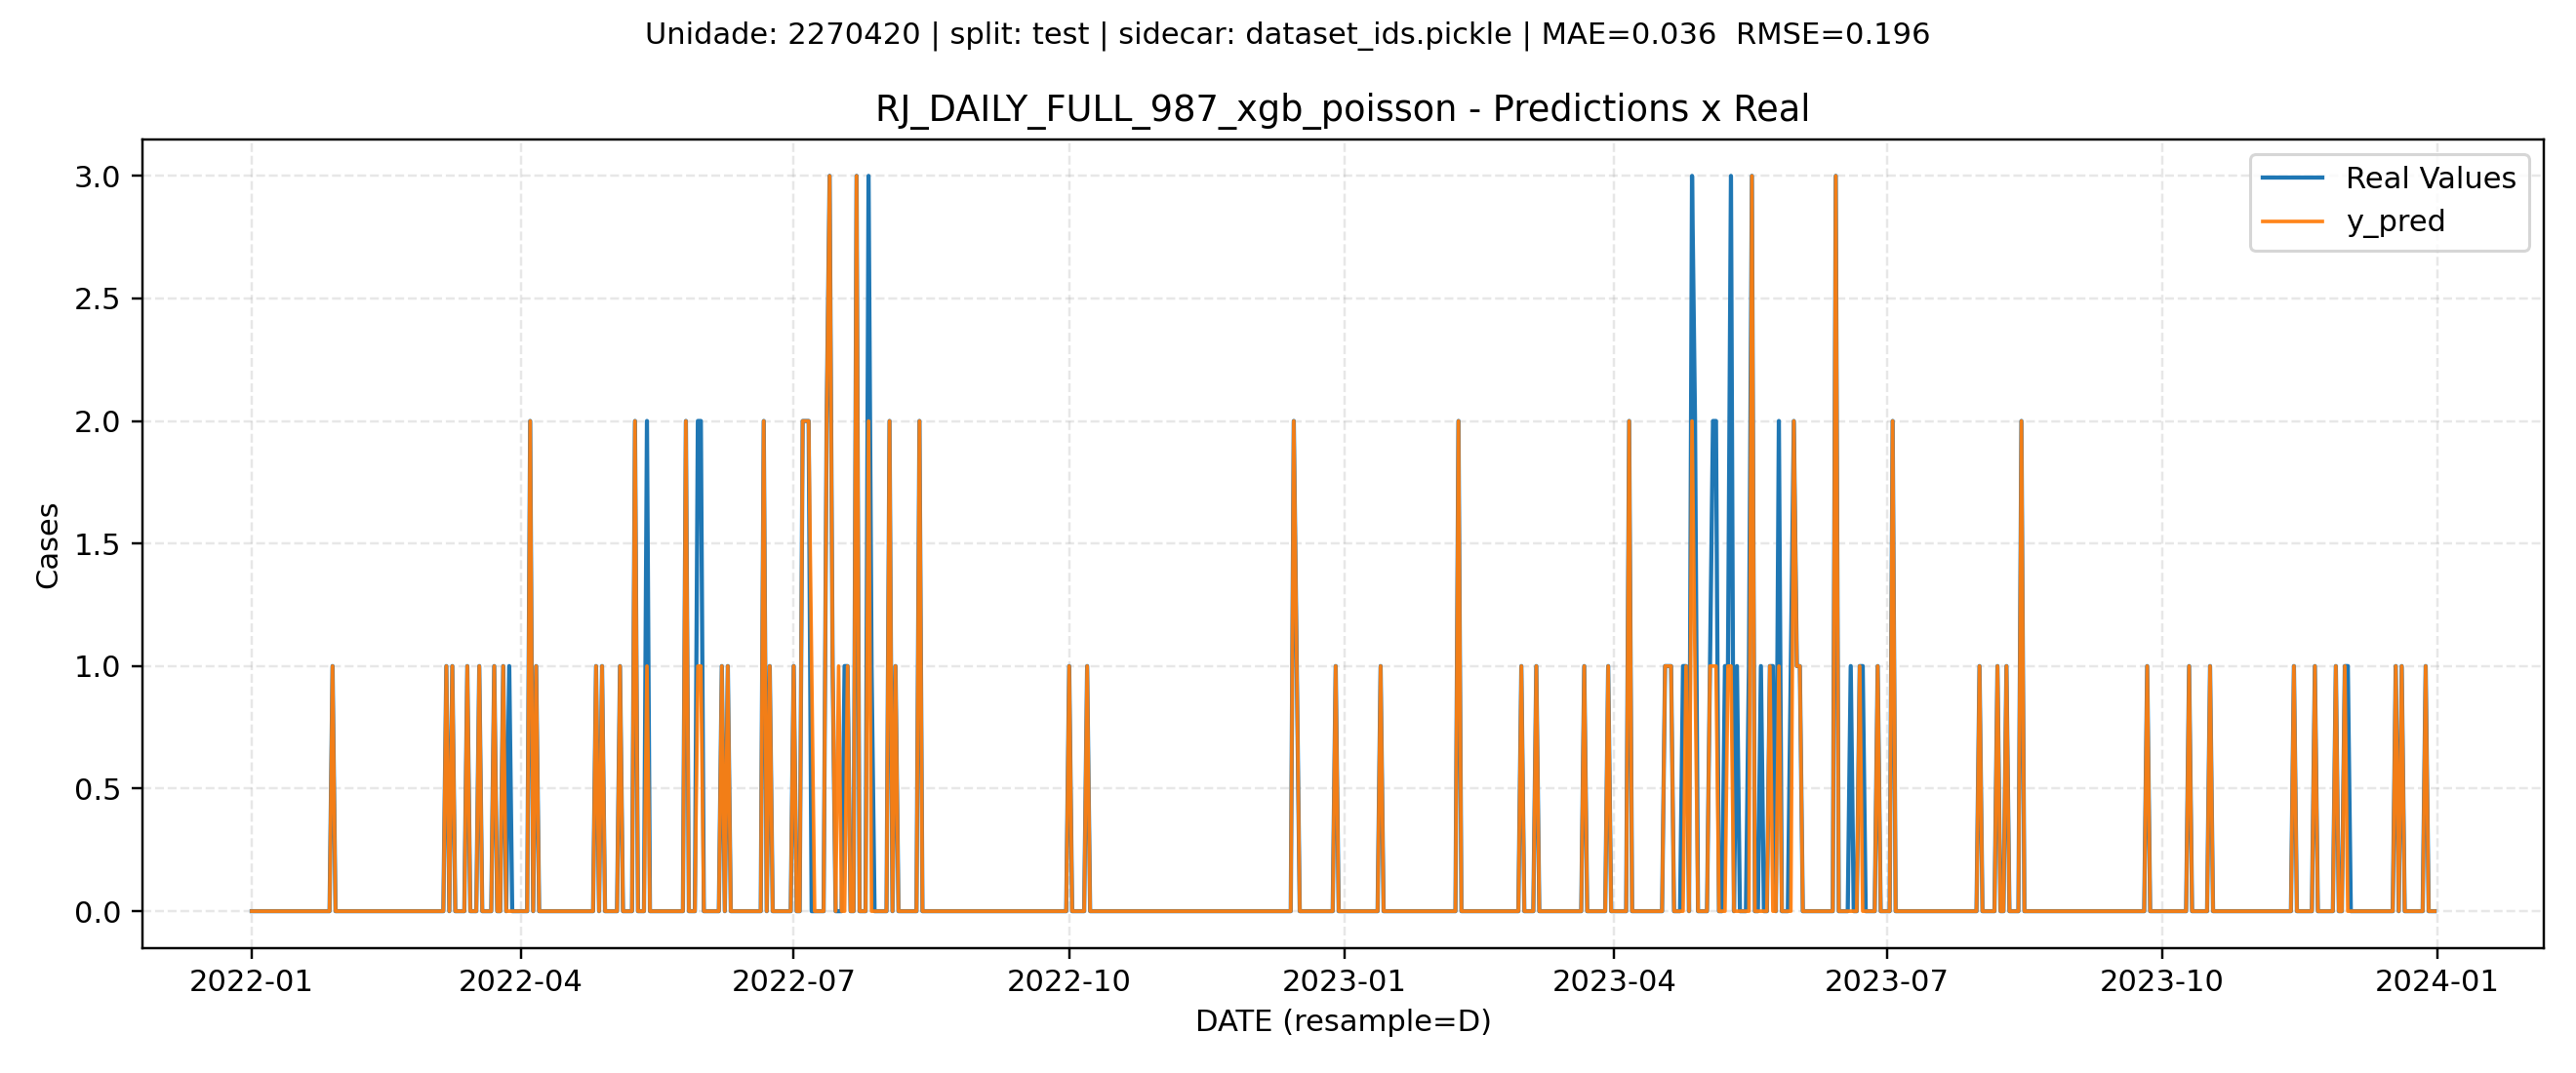 Unidade: 2270420 | split: test | sidecar: dataset_ids.pickle | MAE=0.036  RMSE=0.196
RJ_DAILY_FULL_987_xgb_poisson - Predictions x Real
Real Values
y_pred
3.0
2.5
2.0
1.5
1.0
0.5
0.0
Cases
2022-01 2022-04 2022-07 2022-10 2023-01 2023-04 2023-07 2023-10 2024-01
DATE (resample=D)